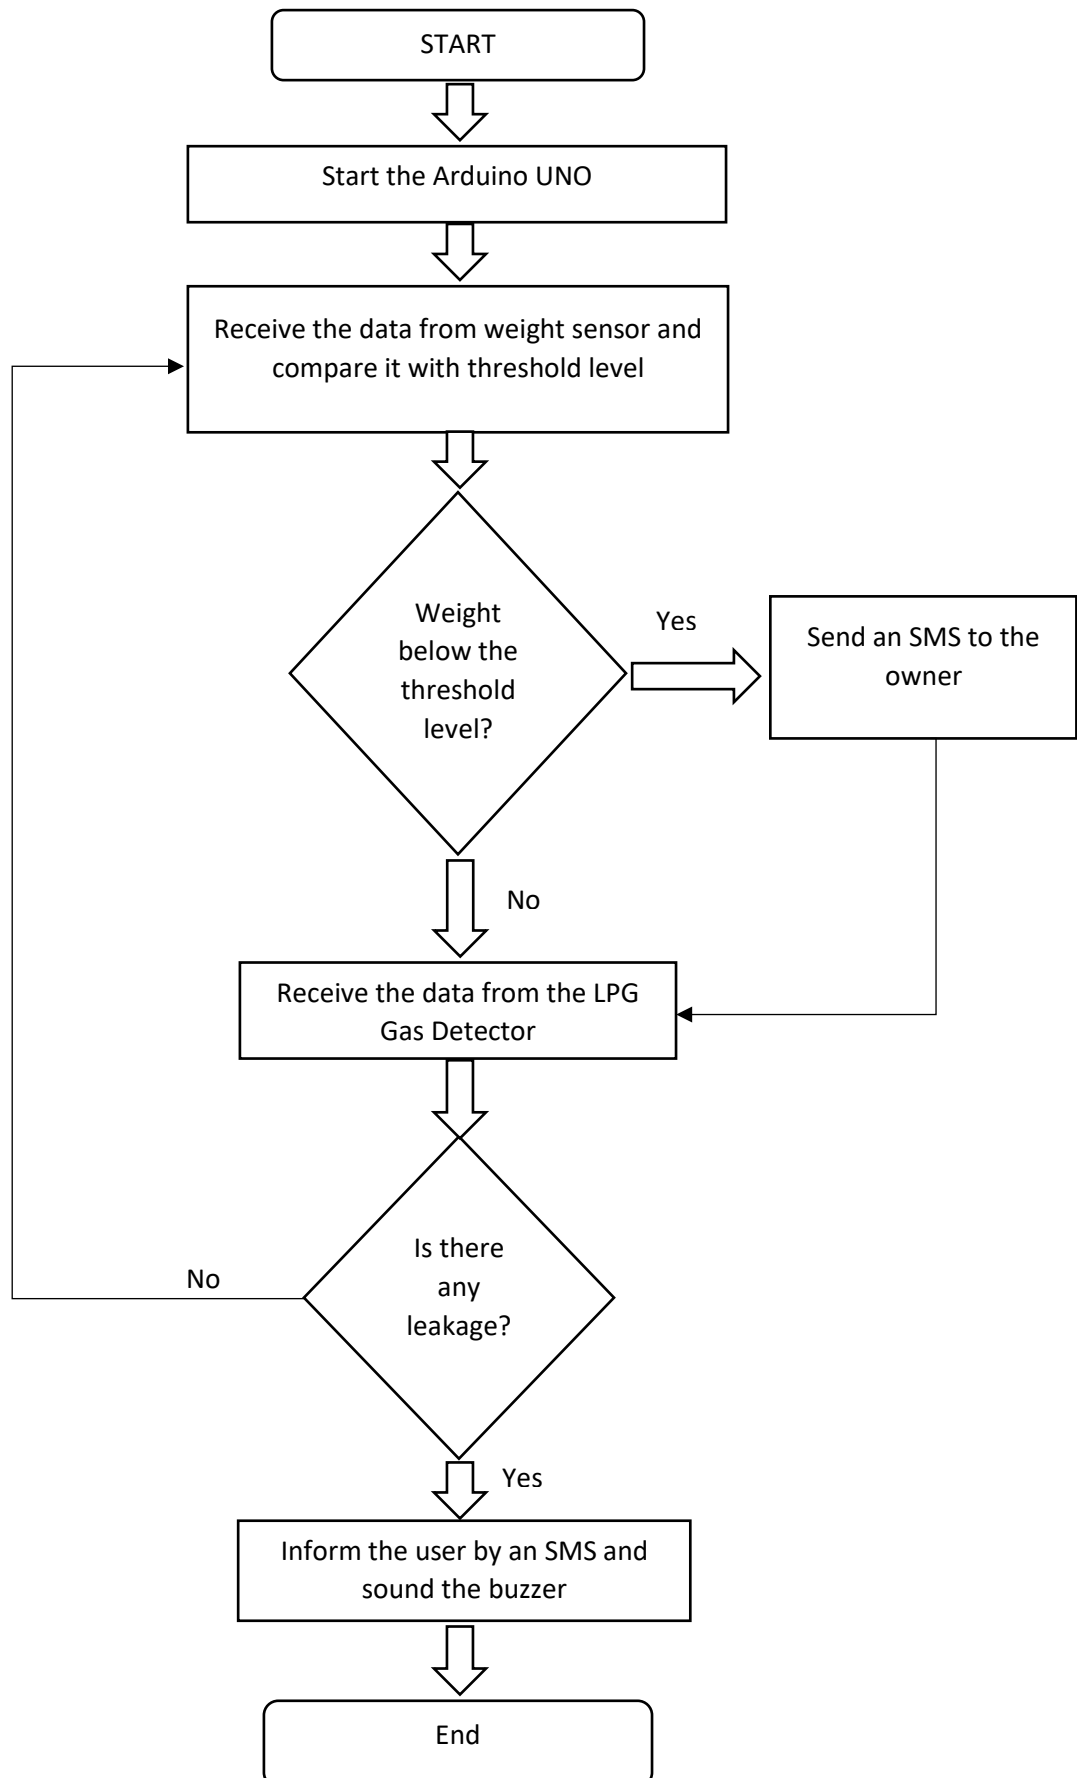 START
Start the Arduino UNO
Receive the data from weight sensor and
compare it with threshold level
Weight
below the
threshold
level?
Yes
Send an SMS to the
owner
No
Receive the data from the LPG
Gas Detector
Is there
any
leakage?
No
Yes
Inform the user by an SMS and
sound the buzzer
End